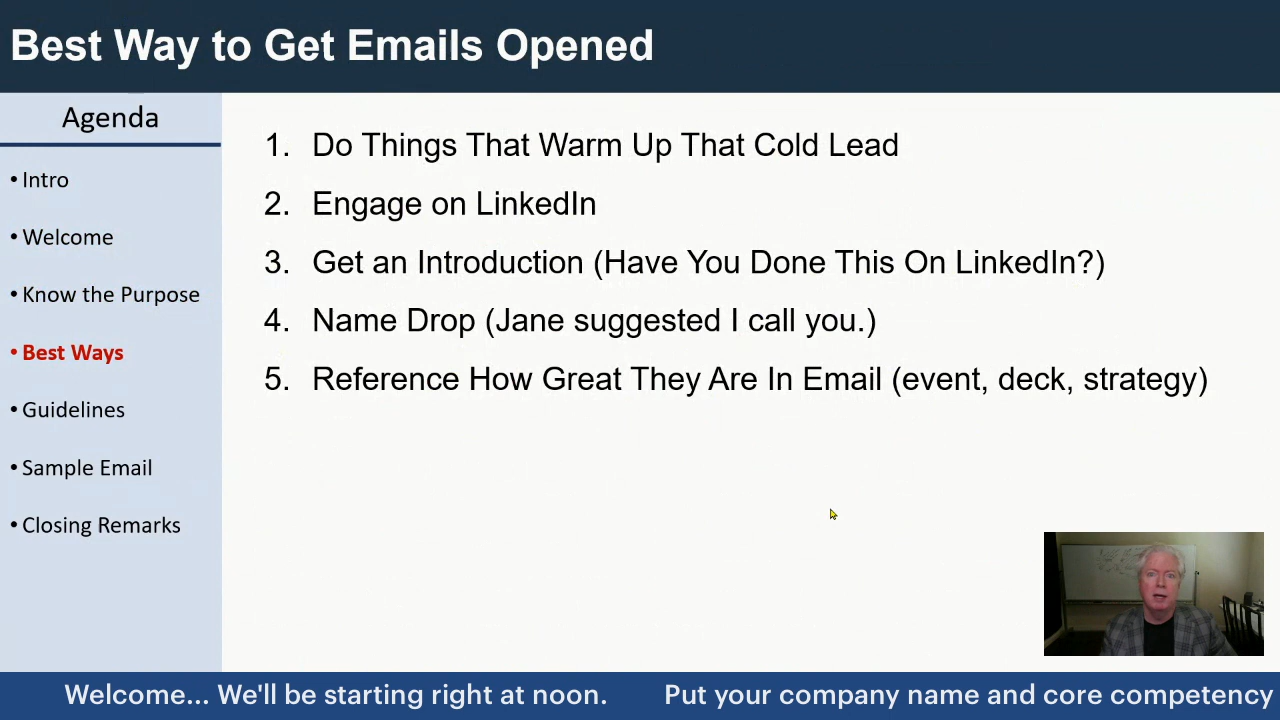 Best Way to Get Emails Opened
Agenda
• Intro
• Welcome
• Know the Purpose
• Best Ways
• Guidelines
• Sample Email
• Closing Remarks
1. Do Things That Warm Up That Cold Lead
2. Engage on LinkedIn
3. Get an Introduction (Have You Done This On LinkedIn?)
4. Name Drop (Jane suggested I call you.)
5. Reference How Great They Are In Email (event, deck, strategy)
Welcome... We'll be starting right at noon. Put your company name and core competency